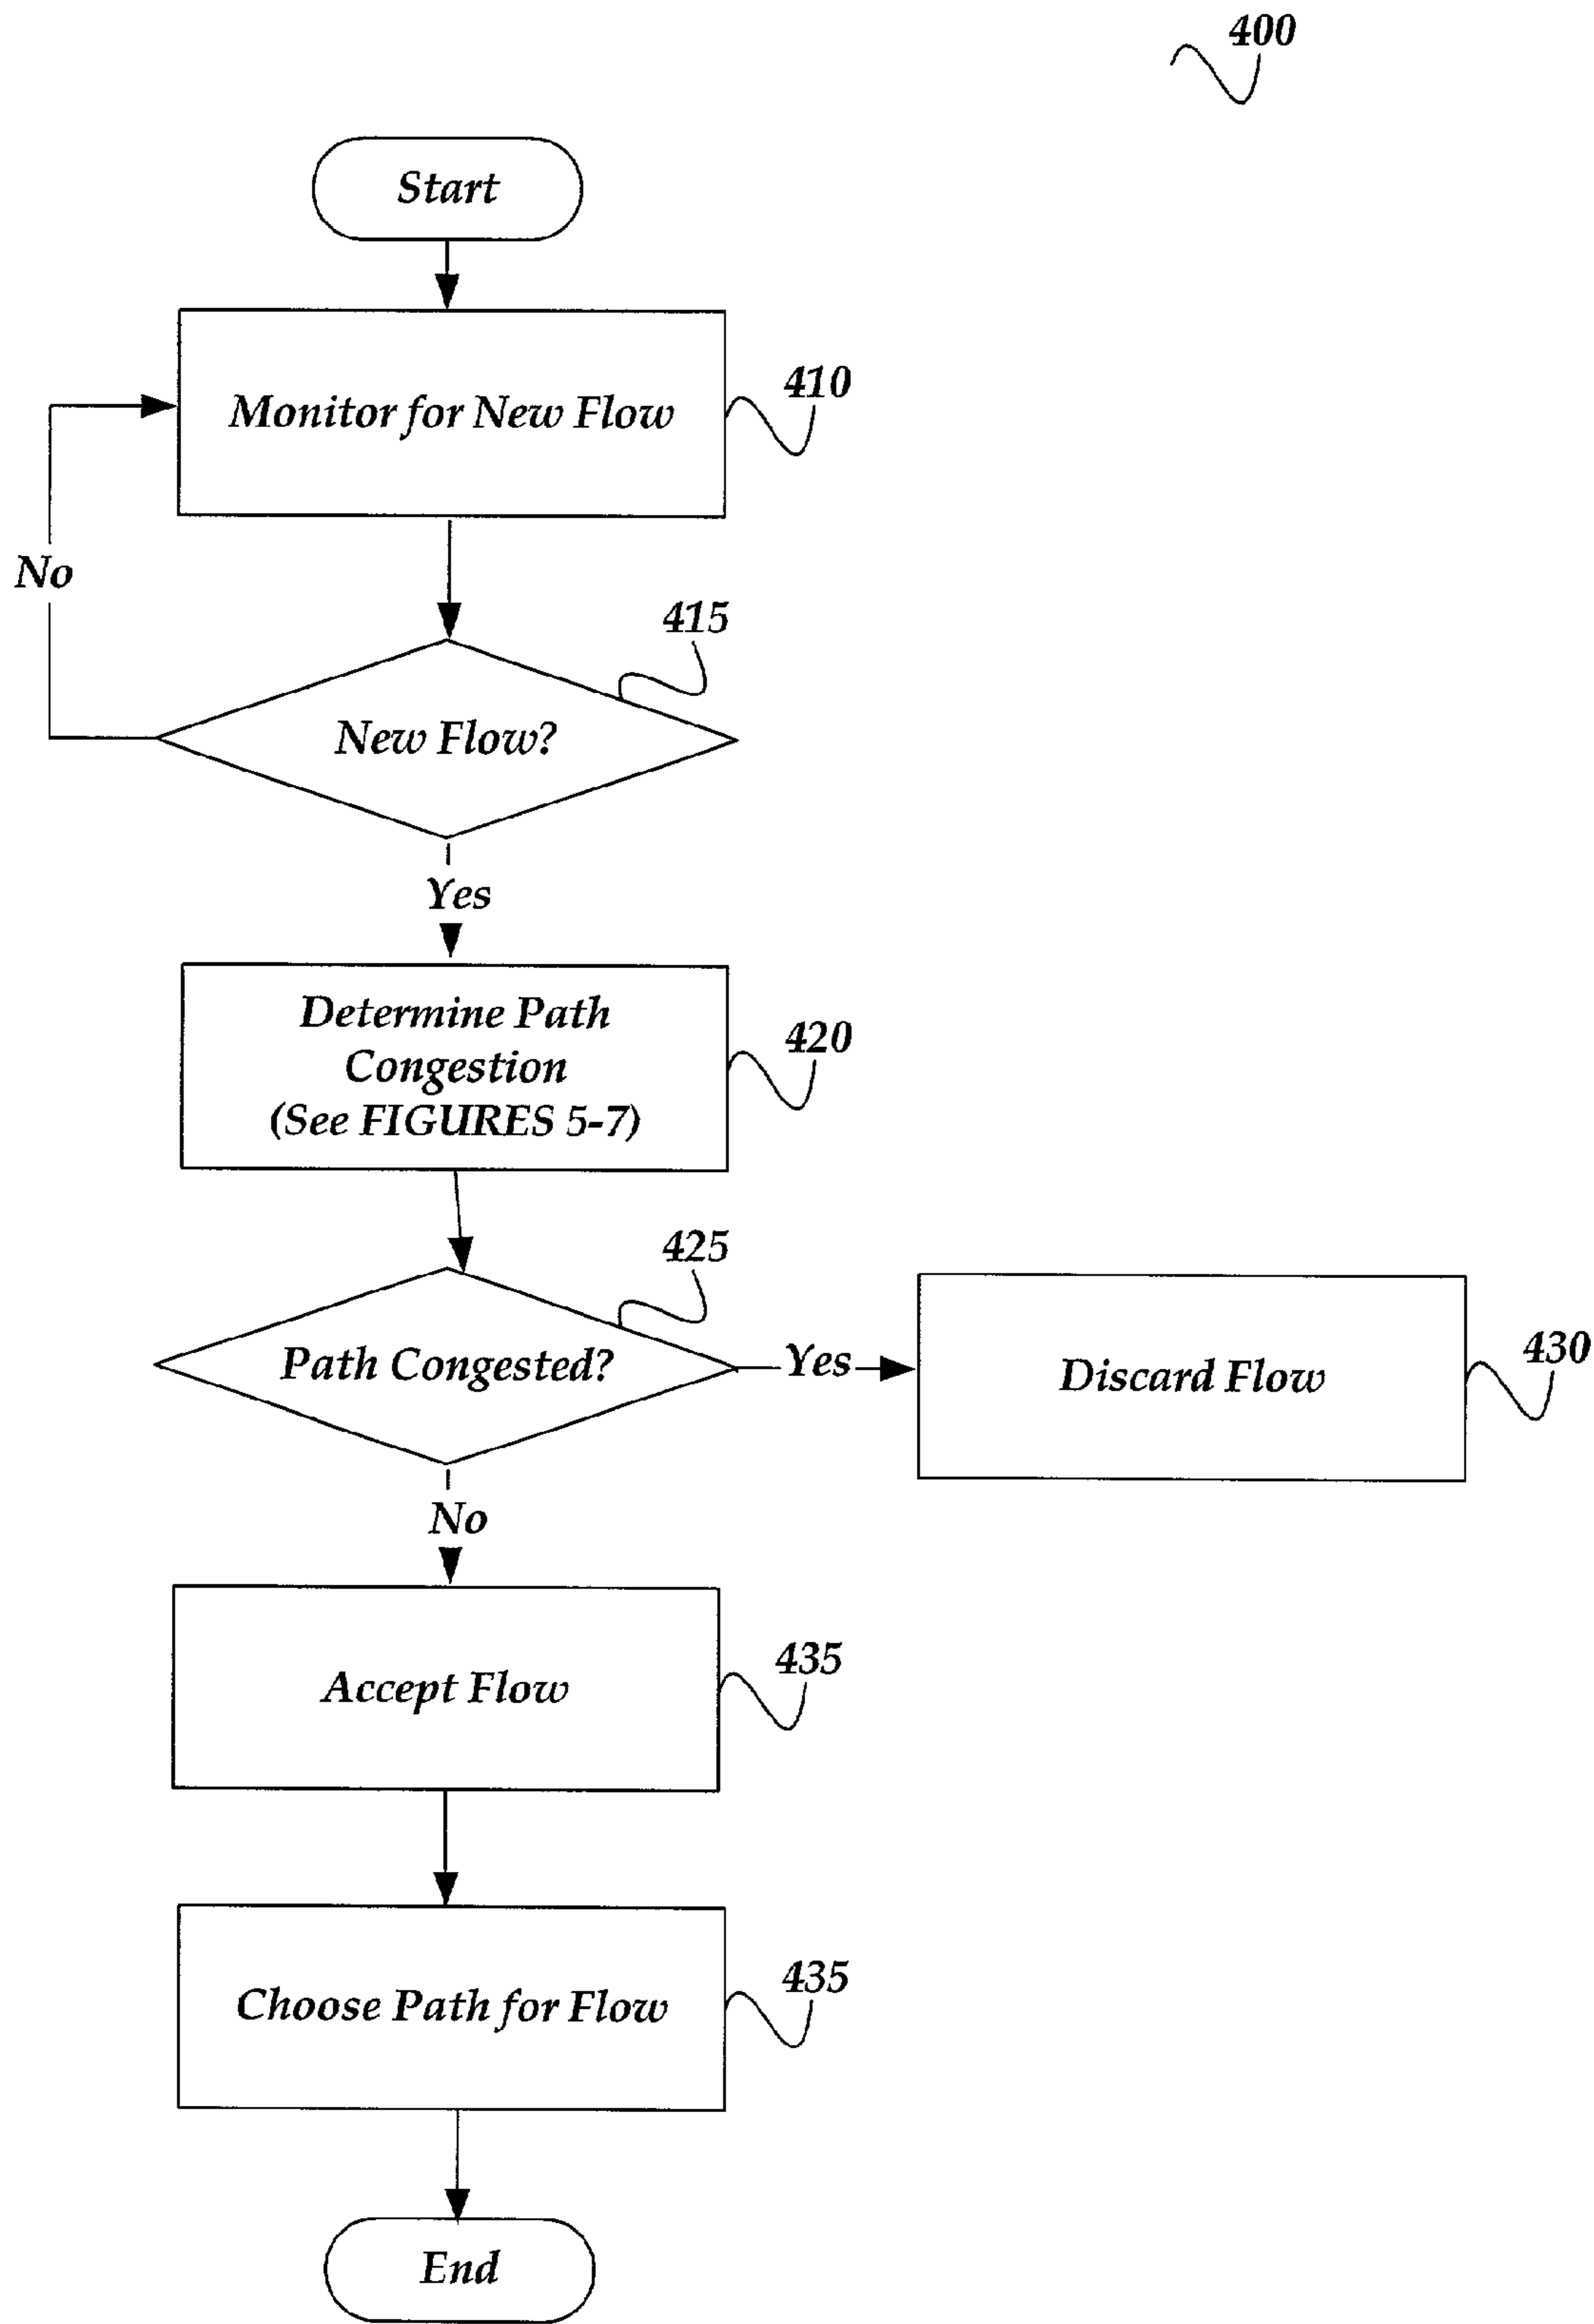 400
Start
Monitor for New Flow
410
No
415
New Flow?
Yes
Determine Path
Congestion
(See FIGURES 5-7)
420
425
Path Congested?
Yes
Discard Flow
430
No
Accept Flow
435
Choose Path for Flow
435
End